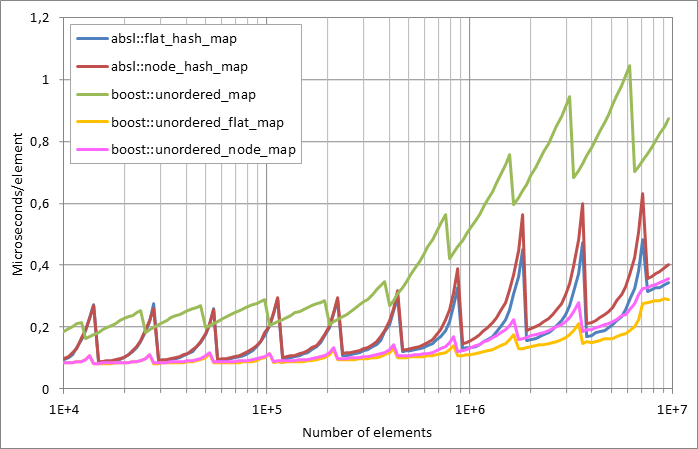 1,2
1
0,8
0,6
0,4
0,2
0
Microseconds/element
absl::flat_hash_map
absl::node_hash_map
boost::unordered_map
boost::unordered_flat_map
boost::unordered_node_map
1E+4
1E+5
1E+6
1E+7
Number of elements